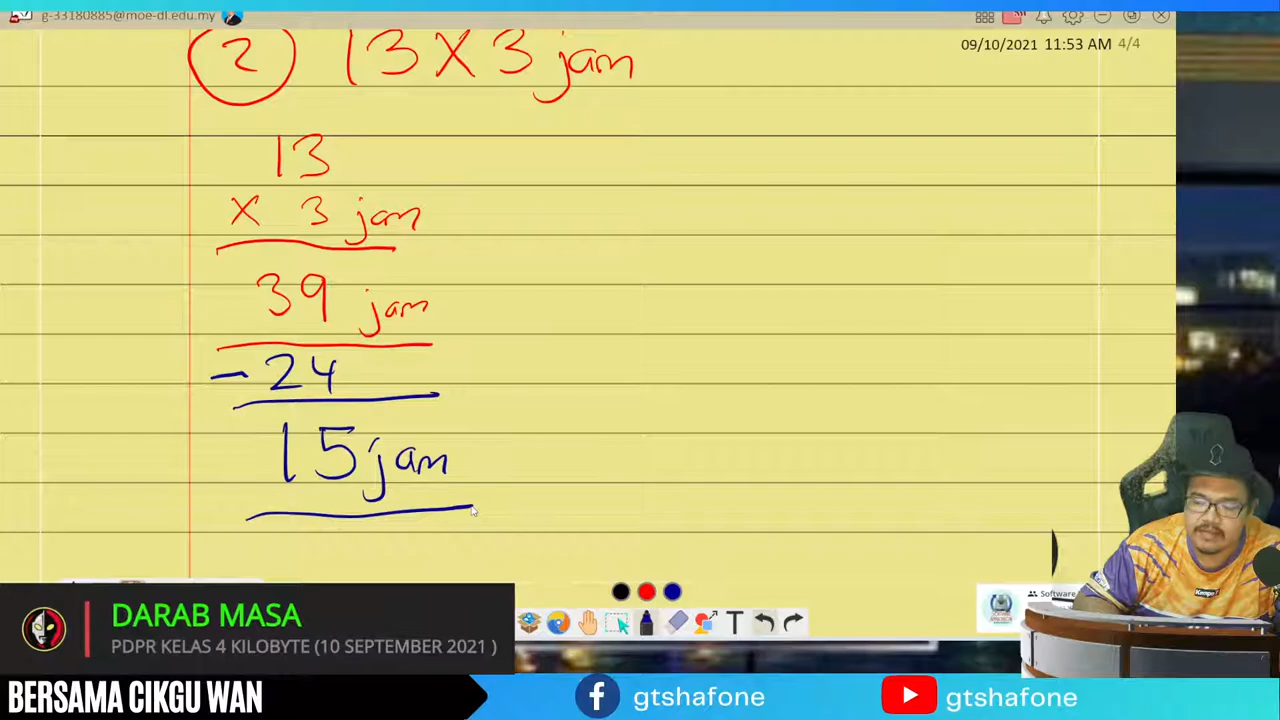 g-33180885@moe-dl.edu.my
09/10/2021 11:53 AM 4/4
2 13 X 3 jam
13
X 3 jam
39 jam
- 24
15 jam
Software
T
DARAB MASA
PDPR KELAS 4 KILOBYTE (10 SEPTEMBER 2021 )
Kempo
BERSAMA CIKGU WAN
f gtshafone
gtshafone